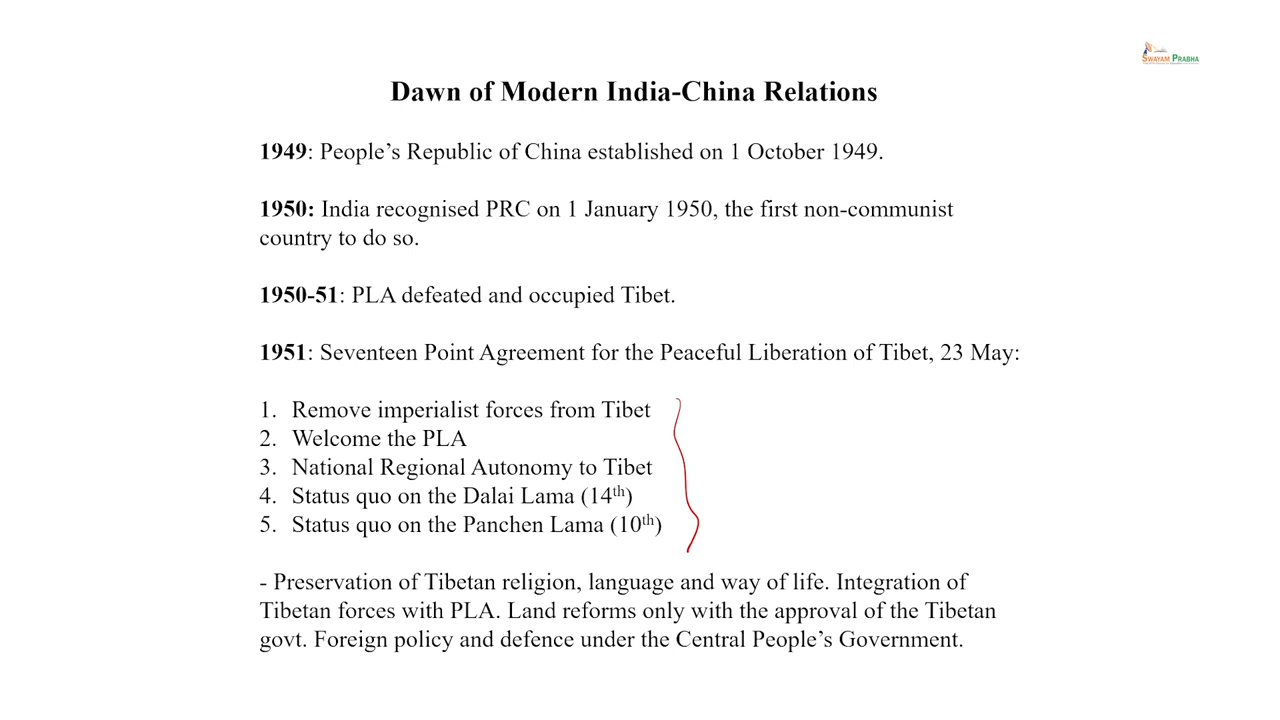 SWAYAM PRABHA
Dawn of Modern India-China Relations
1949: People's Republic of China established on 1 October 1949.
1950: India recognised PRC on 1 January 1950, the first non-communist
country to do so.
1950-51: PLA defeated and occupied Tibet.
1951: Seventeen Point Agreement for the Peaceful Liberation of Tibet, 23 May:
1. Remove imperialist forces from Tibet
2. Welcome the PLA
3. National Regional Autonomy to Tibet
4. Status quo on the Dalai Lama (14th)
5. Status quo on the Panchen Lama (10th)
- Preservation of Tibetan religion, language and way of life. Integration of
Tibetan forces with PLA. Land reforms only with the approval of the Tibetan
govt. Foreign policy and defence under the Central People's Government.